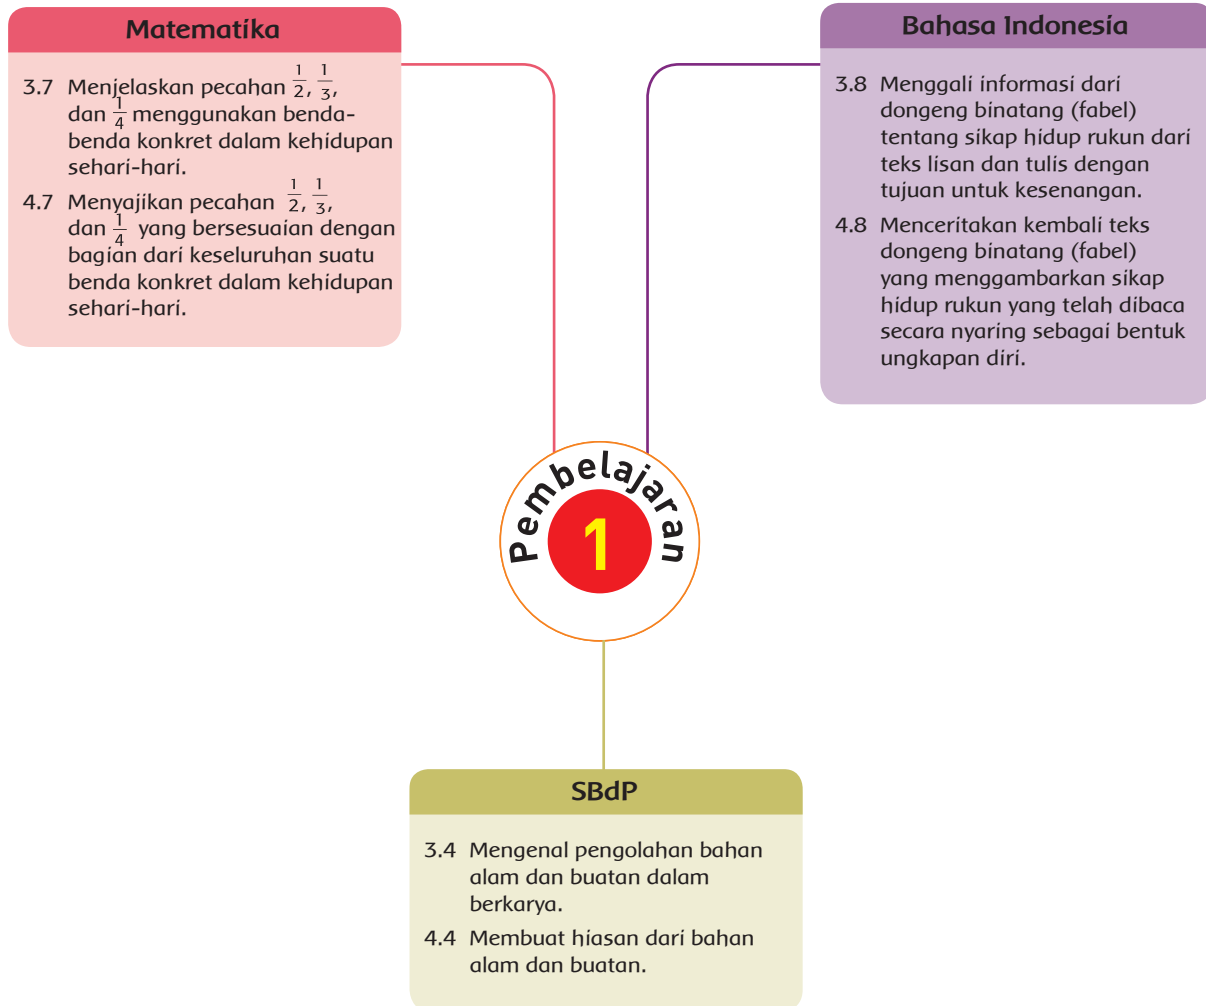 Matematika
3.7 Menjelaskan pecahan 1/2, 1/3,
dan 1/4 menggunakan benda-
benda konkret dalam kehidupan
sehari-hari.
4.7 Menyajikan pecahan 1/2, 1/3,
dan 1/4 yang bersesuaian dengan
bagian dari keseluruhan suatu
benda konkret dalam kehidupan
sehari-hari.
Bahasa Indonesia
3.8 Menggali informasi dari
dongeng binatang (fabel)
tentang sikap hidup rukun dari
teks lisan dan tulis dengan
tujuan untuk kesenangan.
4.8 Menceritakan kembali teks
dongeng binatang (fabel)
yang menggambarkan sikap
hidup rukun yang telah dibaca
secara nyaring sebagai bentuk
ungkapan diri.
Pembelajaran
1
SBdP
3.4 Mengenal pengolahan bahan
alam dan buatan dalam
berkarya.
4.4 Membuat hiasan dari bahan
alam dan buatan.